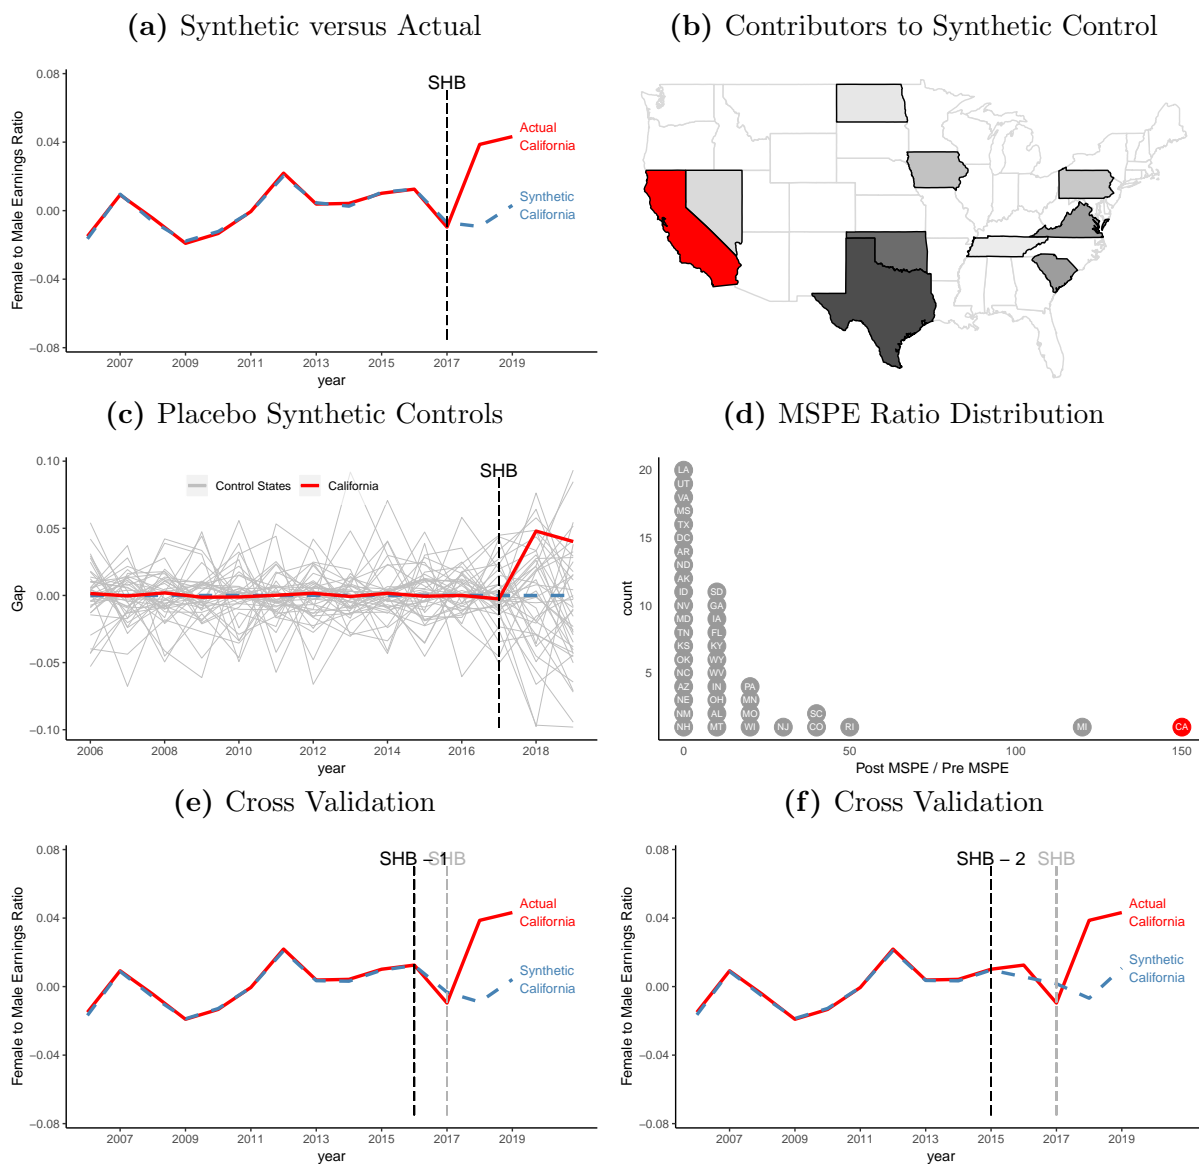 (a) Synthetic versus Actual
Female to Male Earnings Ratio
0.08
0.04
0.00
−0.04
−0.08
SHB
Actual
California
Synthetic
California
2007 2009 2011 2013 2015 2017 2019
year
(b) Contributors to Synthetic Control
(c) Placebo Synthetic Controls
Gap
0.10
0.05
0.00
−0.05
−0.10
SHB
Control States California
2006 2008 2010 2012 2014 2016 2018
year
(d) MSPE Ratio Distribution
count
20
15
10
5
LA
UT
VA
MS
TX
DC
AR
ND
AK
ID
NV
MD
TN
KS
OK
NC
AZ
NE
NM
NH
SD
GA
IA
FL
KY
WY
WV
IN
OH
AL
MT
PA
MN
MO
WI
NJ
SC
CO
RI
MI
CA
0 50 100 150
Post MSPE / Pre MSPE
(e) Cross Validation
Female to Male Earnings Ratio
0.08
0.04
0.00
−0.04
−0.08
SHB − 1
SHB
Actual
California
Synthetic
California
2007 2009 2011 2013 2015 2017 2019
year
(f) Cross Validation
Female to Male Earnings Ratio
0.08
0.04
0.00
−0.04
−0.08
SHB − 2
SHB
Actual
California
Synthetic
California
2007 2009 2011 2013 2015 2017 2019
year